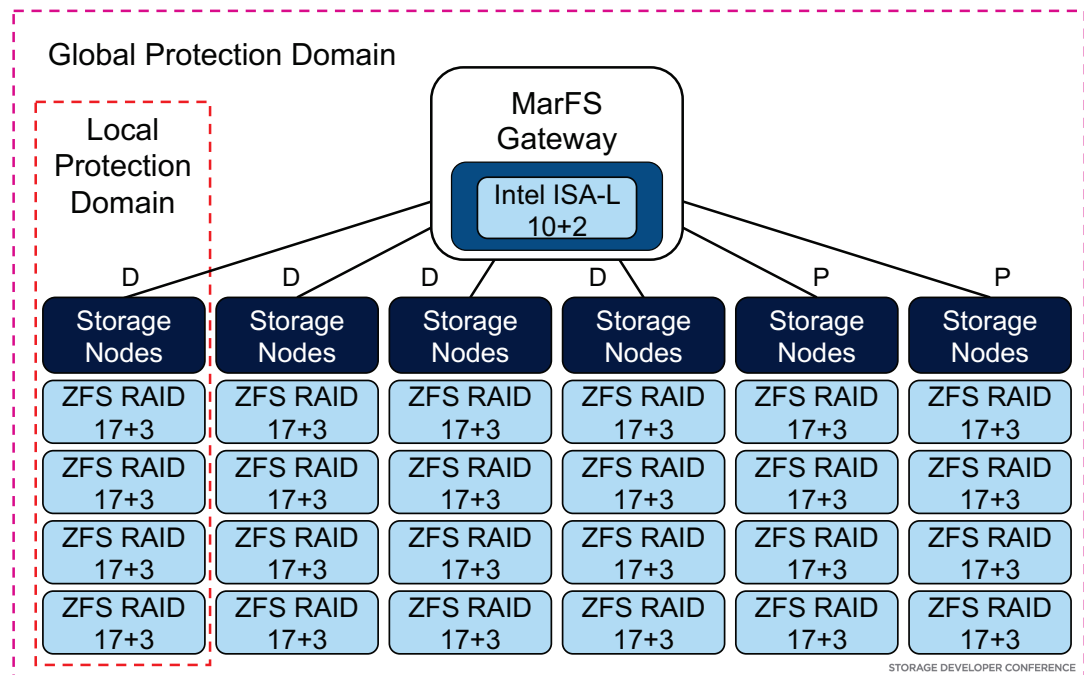 Global Protection Domain
MarFS
Gateway
Intel ISA-L
10+2
Local
Protection
Domain
D D D D P P
Storage Storage Storage Storage Storage Storage
Nodes Nodes Nodes Nodes Nodes Nodes
ZFS RAID ZFS RAID ZFS RAID ZFS RAID ZFS RAID ZFS RAID
17+3 17+3 17+3 17+3 17+3 17+3
ZFS RAID ZFS RAID ZFS RAID ZFS RAID ZFS RAID ZFS RAID
17+3 17+3 17+3 17+3 17+3 17+3
ZFS RAID ZFS RAID ZFS RAID ZFS RAID ZFS RAID ZFS RAID
17+3 17+3 17+3 17+3 17+3 17+3
ZFS RAID ZFS RAID ZFS RAID ZFS RAID ZFS RAID ZFS RAID
17+3 17+3 17+3 17+3 17+3 17+3
STORAGE DEVELOPER CONFERENCE